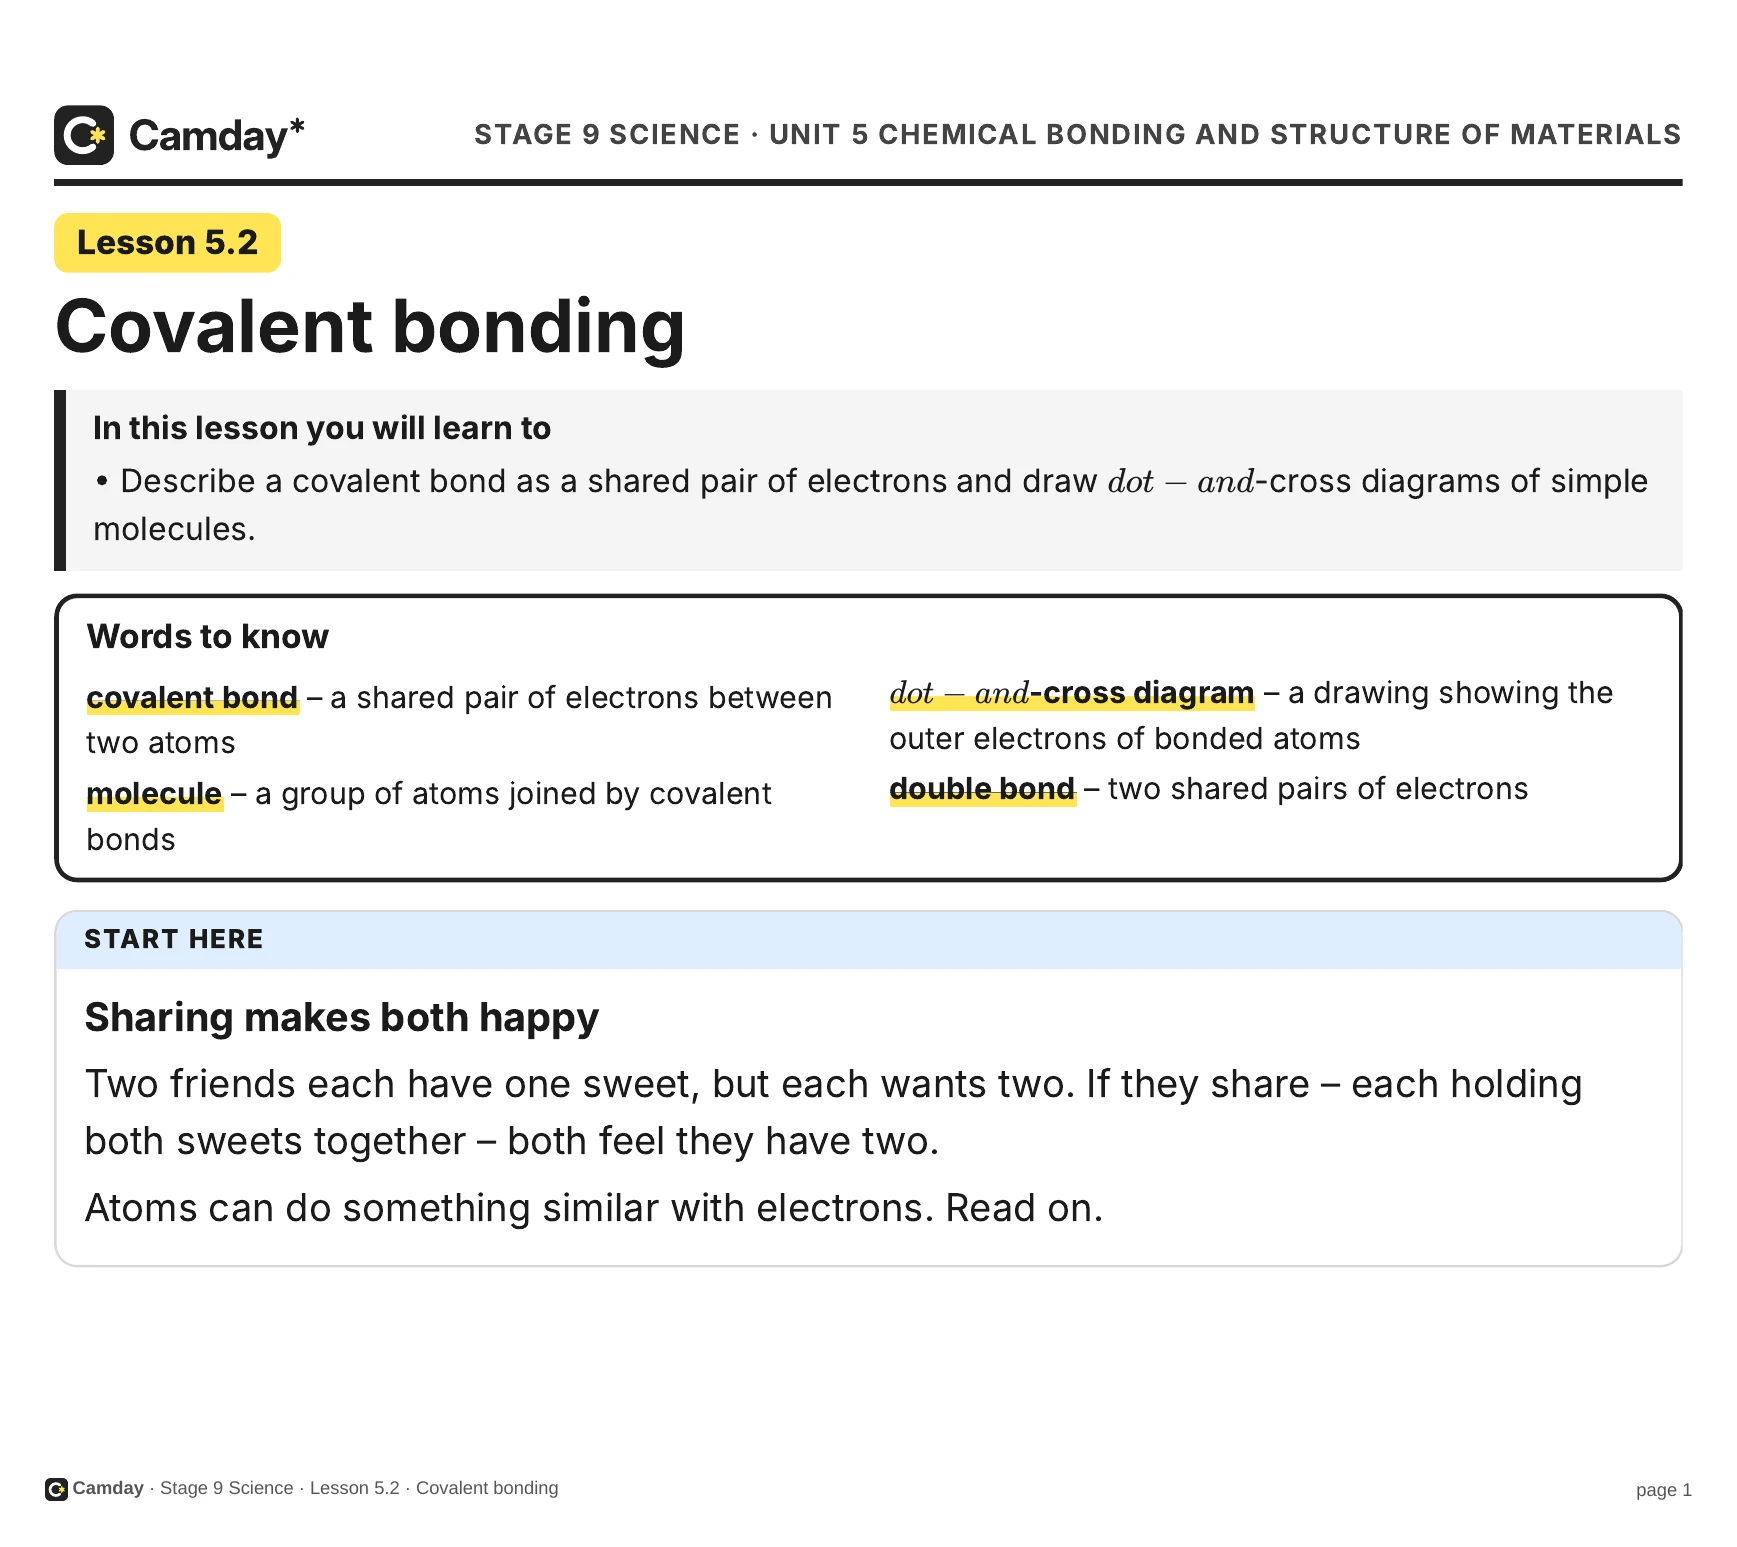 Camday*
STAGE 9 SCIENCE · UNIT 5 CHEMICAL BONDING AND STRUCTURE OF MATERIALS
Lesson 5.2
Covalent bonding
In this lesson you will learn to
• Describe a covalent bond as a shared pair of electrons and draw dot − and-cross diagrams of simple
molecules.
Words to know
covalent bond – a shared pair of electrons between
two atoms
molecule – a group of atoms joined by covalent
bonds
dot − and-cross diagram – a drawing showing the
outer electrons of bonded atoms
double bond – two shared pairs of electrons
START HERE
Sharing makes both happy
Two friends each have one sweet, but each wants two. If they share – each holding
both sweets together – both feel they have two.
Atoms can do something similar with electrons. Read on.
Camday · Stage 9 Science · Lesson 5.2 · Covalent bonding
page 1